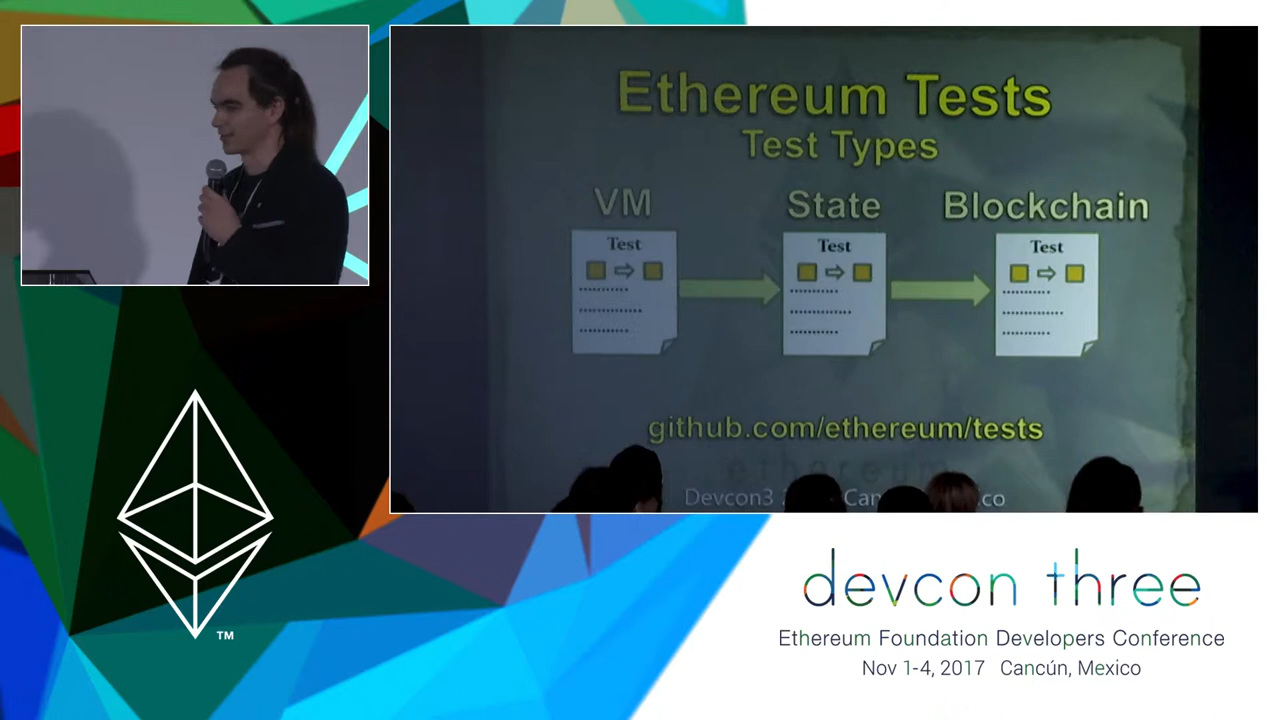 Ethereum Tests
Test Types
VM State Blockchain
Test Test Test
github.com/ethereum/tests
ethereum
Devcon3
TM
devcon three
Ethereum Foundation Developers Conference
Nov 1-4, 2017 Cancún, Mexico